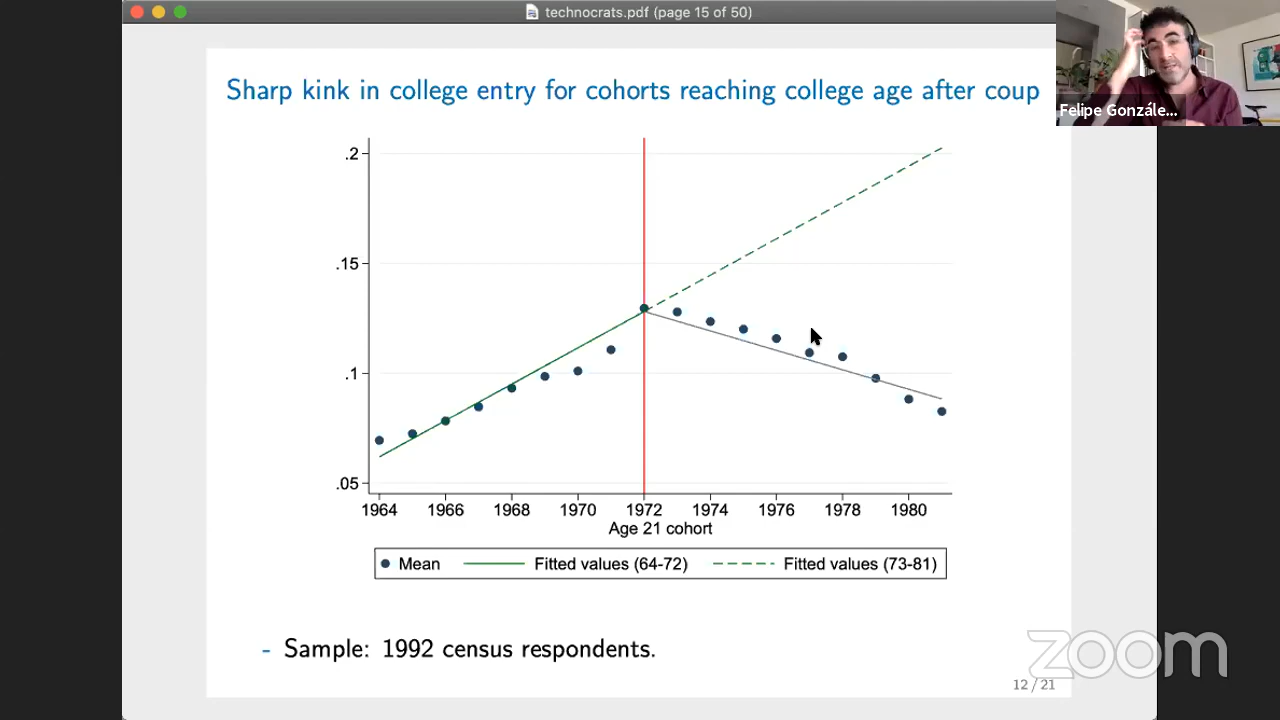 technocrats.pdf (page 15 of 50)
Felipe Gonzále...
Sharp kink in college entry for cohorts reaching college age after coup
.2
.15
.1
.05
1964 1966 1968 1970 1972 1974 1976 1978 1980
Age 21 cohort
Mean Fitted values (64-72) Fitted values (73-81)
- Sample: 1992 census respondents.
zoom
12 / 21